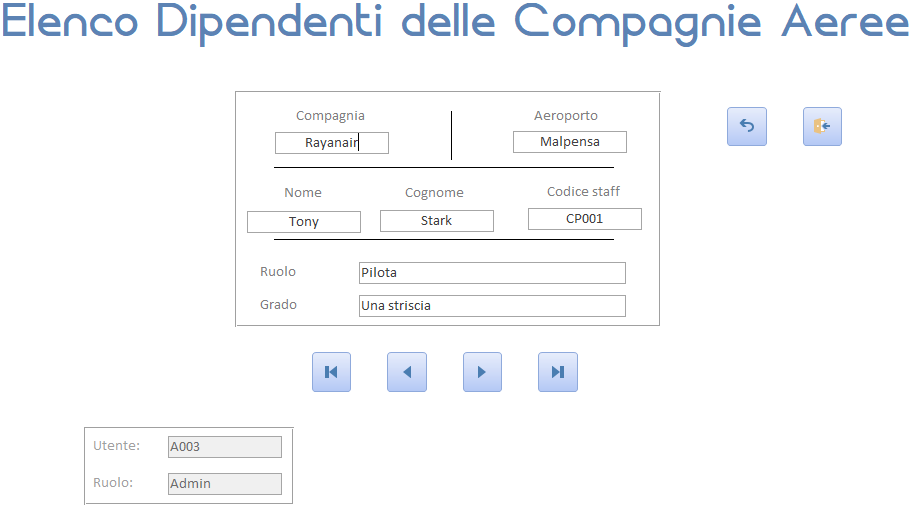 Elenco Dipendenti delle Compagnie Aeree
Compagnia Aeroporto
Rayanair Malpensa
Nome Cognome Codice staff
Tony Stark CP001
Ruolo Pilota
Grado Una striscia
Utente: A003
Ruolo: Admin